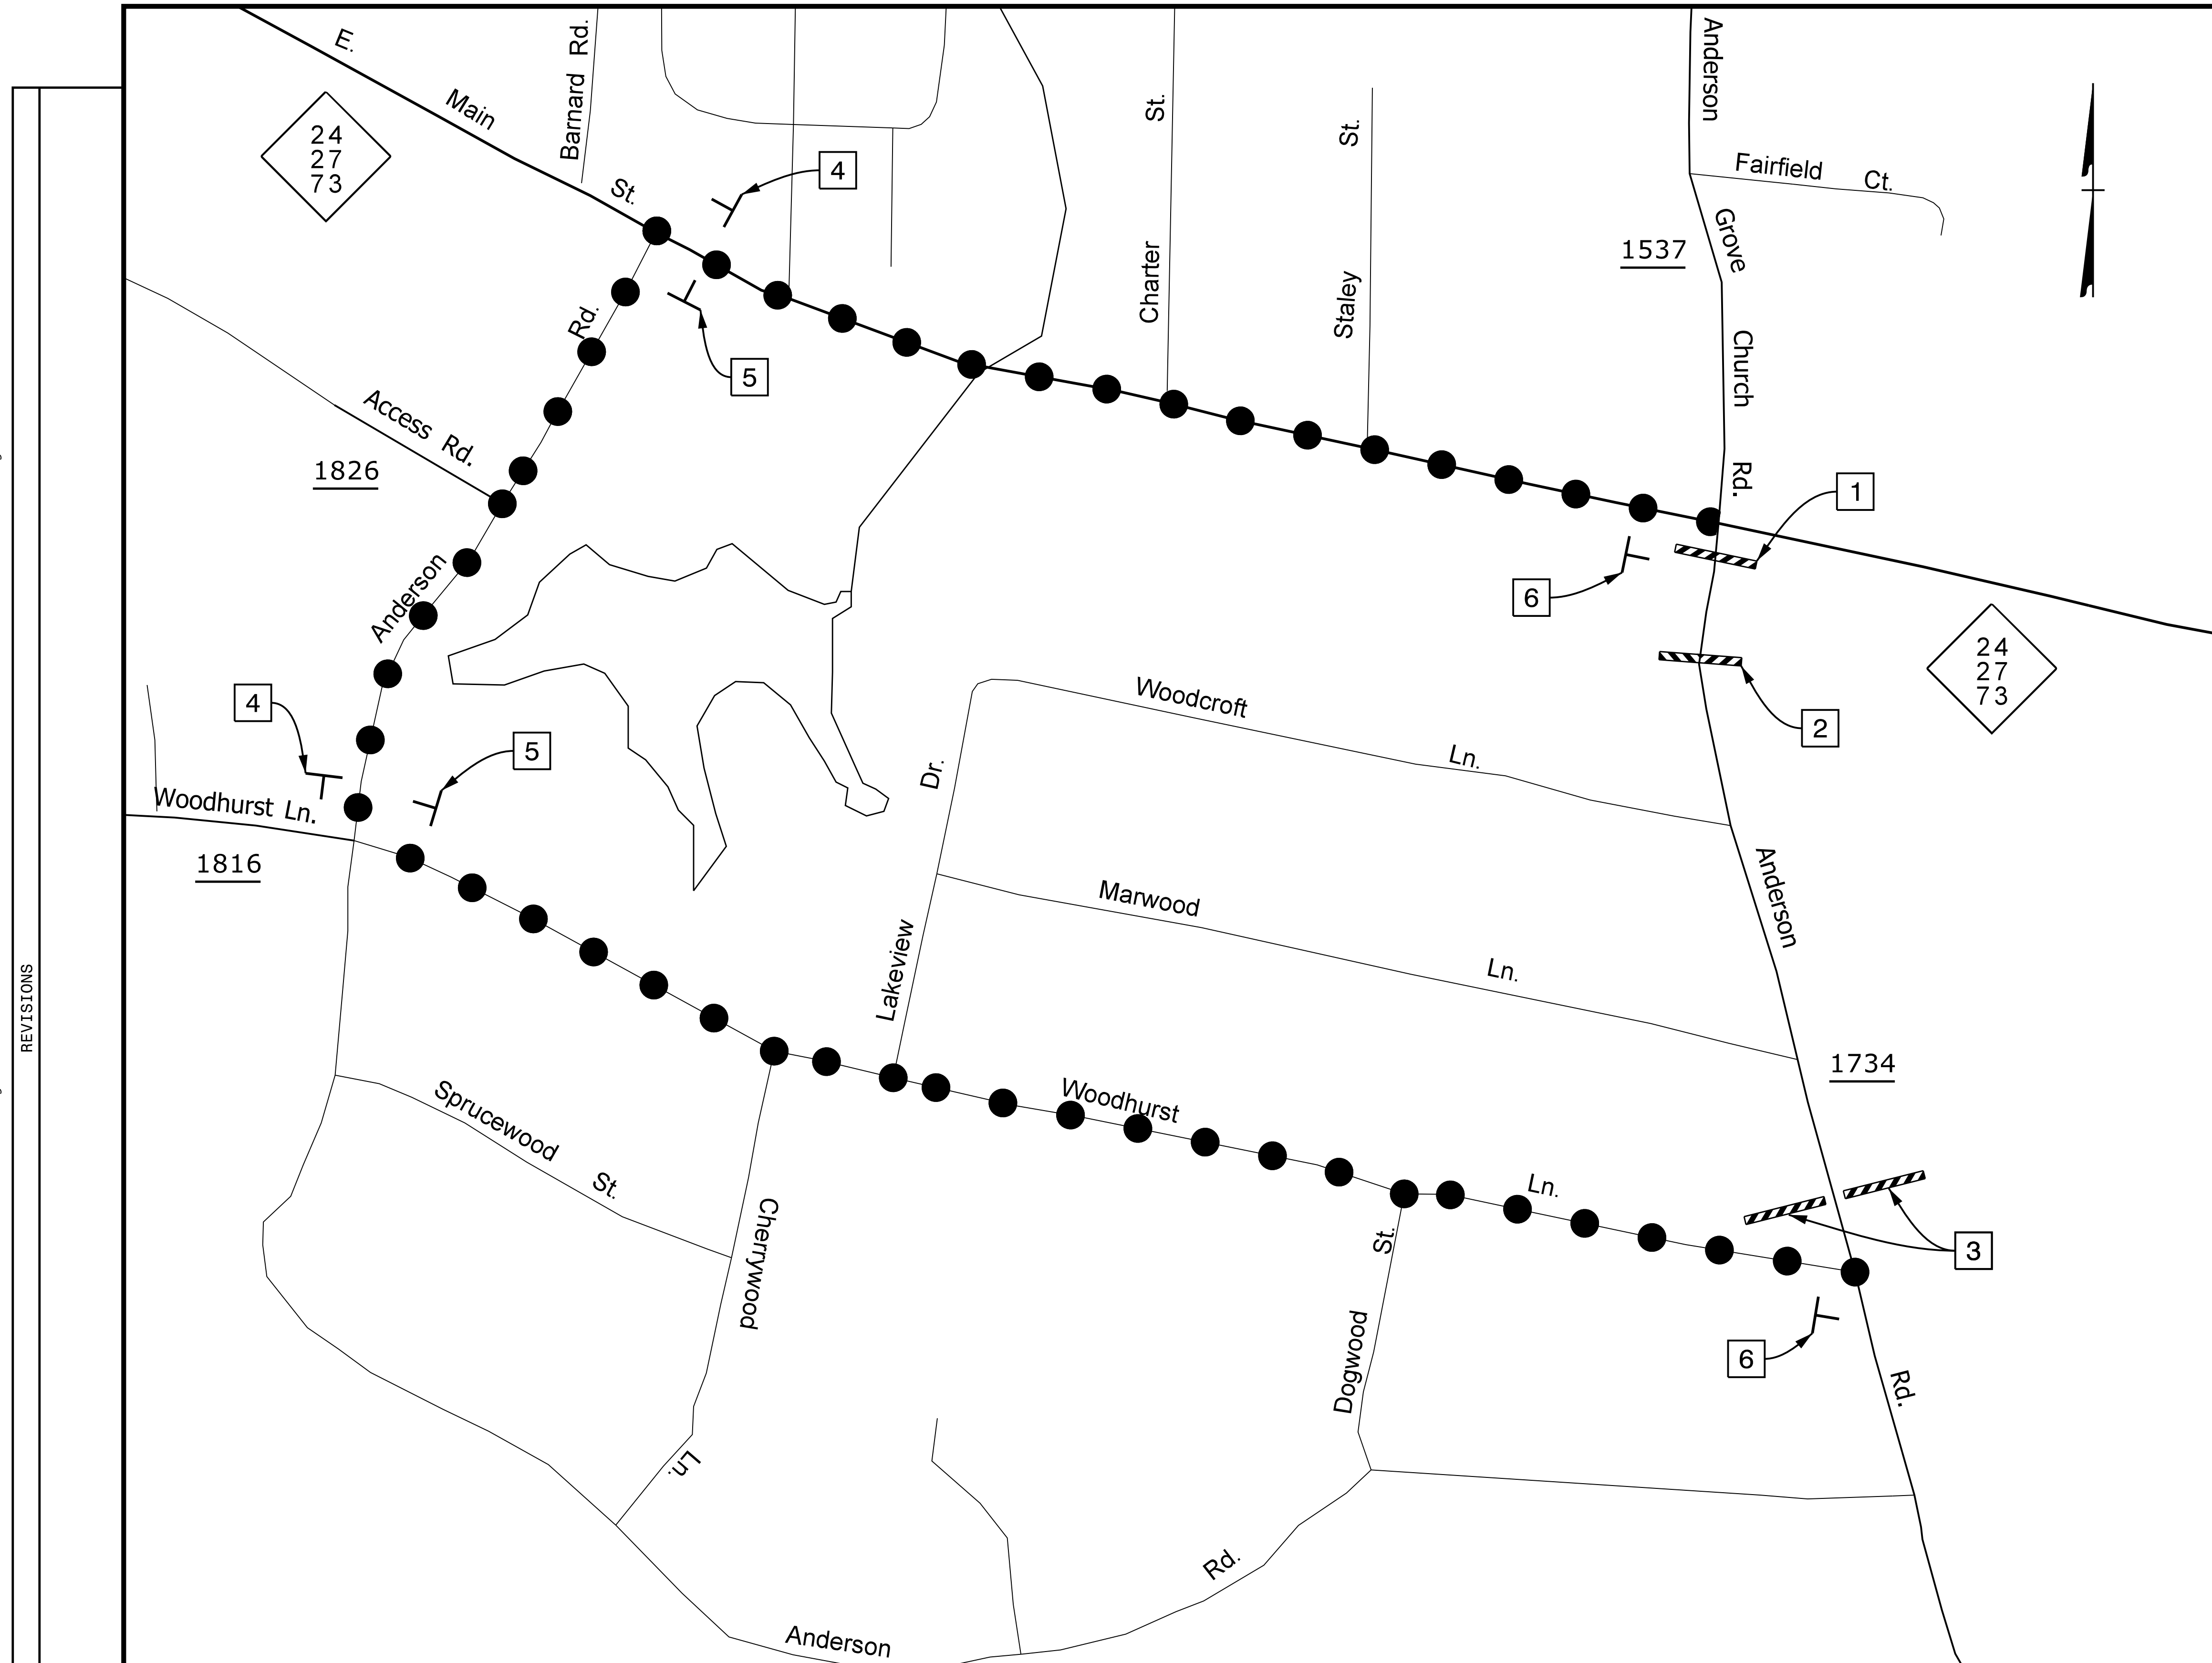 E. Main St.
Barnard Rd.
24
27
73
4
5
Charter St.
Staley St.
Anderson Grove Church Rd.
Fairfield Ct.
1537
Access Rd.
1826
Anderson Rd.
1
6
2
24
27
73
4
5
Woodhurst Ln.
1816
Woodcroft Ln.
Lakeview Dr.
Marwood Ln.
Anderson Rd.
1734
REVISIONS
Sprucewood St.
Cherrywood Ln.
Woodhurst Ln.
Dogwood St.
3
6
Anderson Rd.